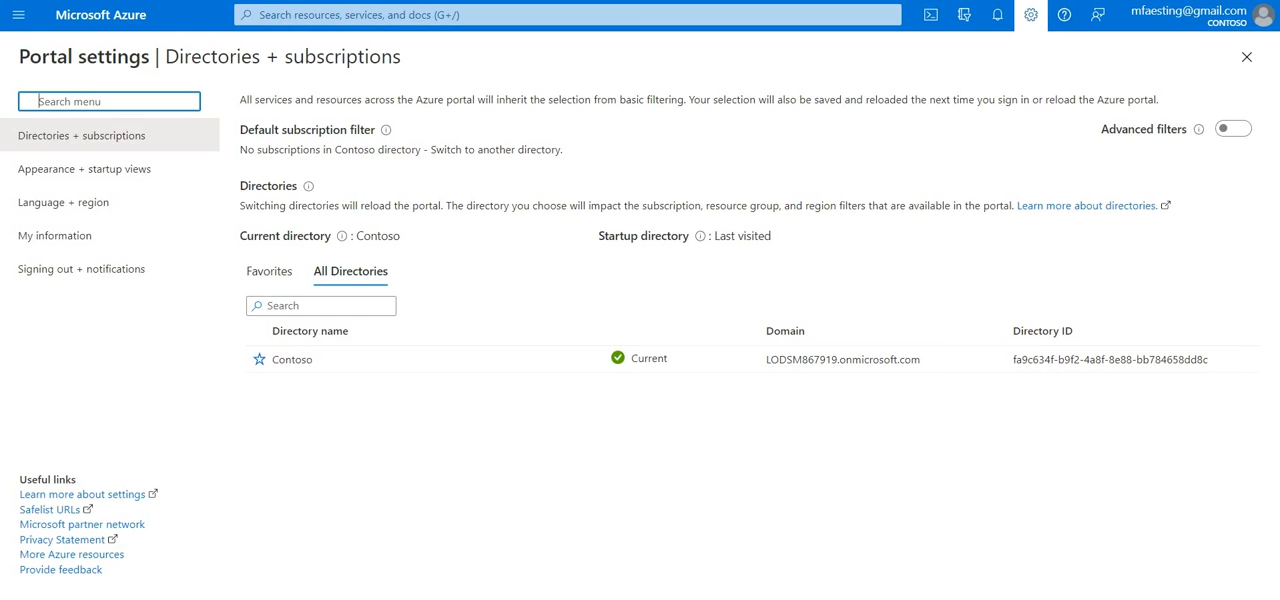 Microsoft Azure
Search resources, services, and docs (G+/)
mfaesting@gmail.com
CONTOSO
Portal settings | Directories + subscriptions
Search menu
Directories + subscriptions
Appearance + startup views
Language + region
My information
Signing out + notifications
All services and resources across the Azure portal will inherit the selection from basic filtering. Your selection will also be saved and reloaded the next time you sign in or reload the Azure portal.
Default subscription filter
Advanced filters
No subscriptions in Contoso directory - Switch to another directory.
Directories
Switching directories will reload the portal. The directory you choose will impact the subscription, resource group, and region filters that are available in the portal. Learn more about directories.
Current directory : Contoso
Startup directory : Last visited
Favorites All Directories
Search
Directory name Domain Directory ID
Contoso Current LODSM867919.onmicrosoft.com fa9c634f-b9f2-4a8f-8e88-bb784658dd8c
Useful links
Learn more about settings
Safelist URLs
Microsoft partner network
Privacy Statement
More Azure resources
Provide feedback